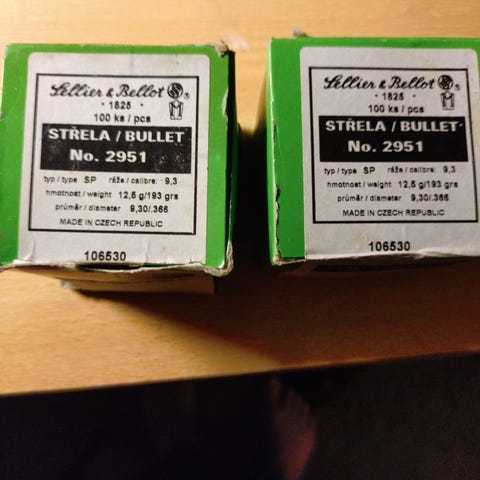 Sellier & Bellot ®
* 1825 *
100 ks / pcs
STŘELA / BULLET
No. 2951
typ / type SP ráže / calibre: 9,3
hmotnost / weight 12,5 g/193 grs
průměr / diameter 9,30/.366
MADE IN CZECH REPUBLIC
106530
Sellier & Bellot ®
* 1825 *
100 ks / pcs
STŘELA / BULLET
No. 2951
typ / type SP ráže / calibre: 9,3
hmotnost / weight 12,5 g/193 grs
průměr / diameter 9,30/.366
MADE IN CZECH REPUBLIC
106530